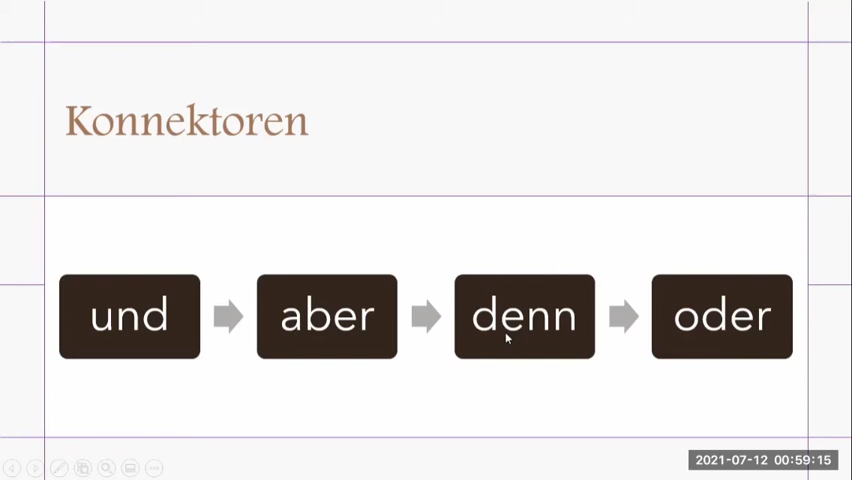 Konnektoren
und
aber
denn
oder
2021-07-12 00:59:15